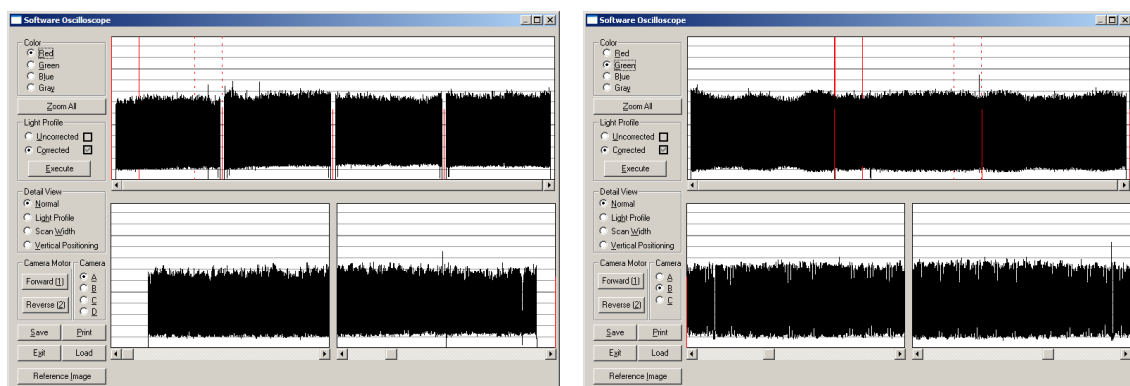 Software Oscilloscope
Color
Red
Green
Blue
Gray
Zoom All
Light Profile
Uncorrected
Corrected
Execute
Detail View
Normal
Light Profile
Scan Width
Vertical Positioning
Camera Motor Camera
Forward (1)
Reverse (2)
A
B
C
D
Save Print
Exit Load
Reference Image
Software Oscilloscope
Color
Red
Green
Blue
Gray
Zoom All
Light Profile
Uncorrected
Corrected
Execute
Detail View
Normal
Light Profile
Scan Width
Vertical Positioning
Camera Motor Camera
Forward (1)
Reverse (2)
A
B
C
Save Print
Exit Load
Reference Image